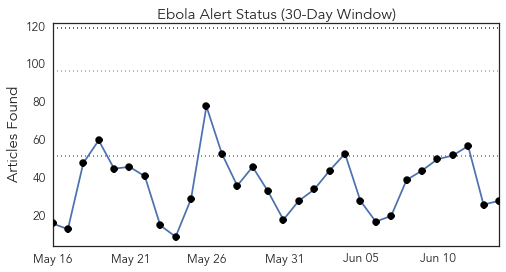 Ebola Alert Status (30-Day Window)
120
100
80
60
40
20
Articles Found
May 16 May 21 May 26 May 31 Jun 05 Jun 10